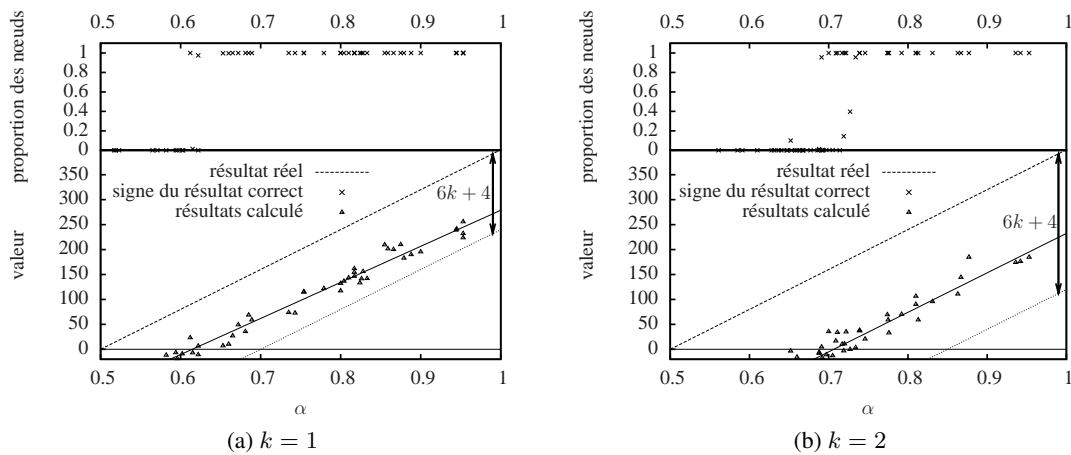 0.5 0.6 0.7 0.8 0.9 1
proportion des nœuds
1
0.8
0.6
0.4
0.2
0
350
300
250
200
150
100
50
0
valeur
résultat réel
signe du résultat correct
résultats calculé
6k + 4
0.5 0.6 0.7 0.8 0.9 1
α
(a) k = 1
0.5 0.6 0.7 0.8 0.9 1
proportion des nœuds
1
0.8
0.6
0.4
0.2
0
350
300
250
200
150
100
50
0
valeur
résultat réel
signe du résultat correct
résultats calculé
6k + 4
0.5 0.6 0.7 0.8 0.9 1
α
(b) k = 2